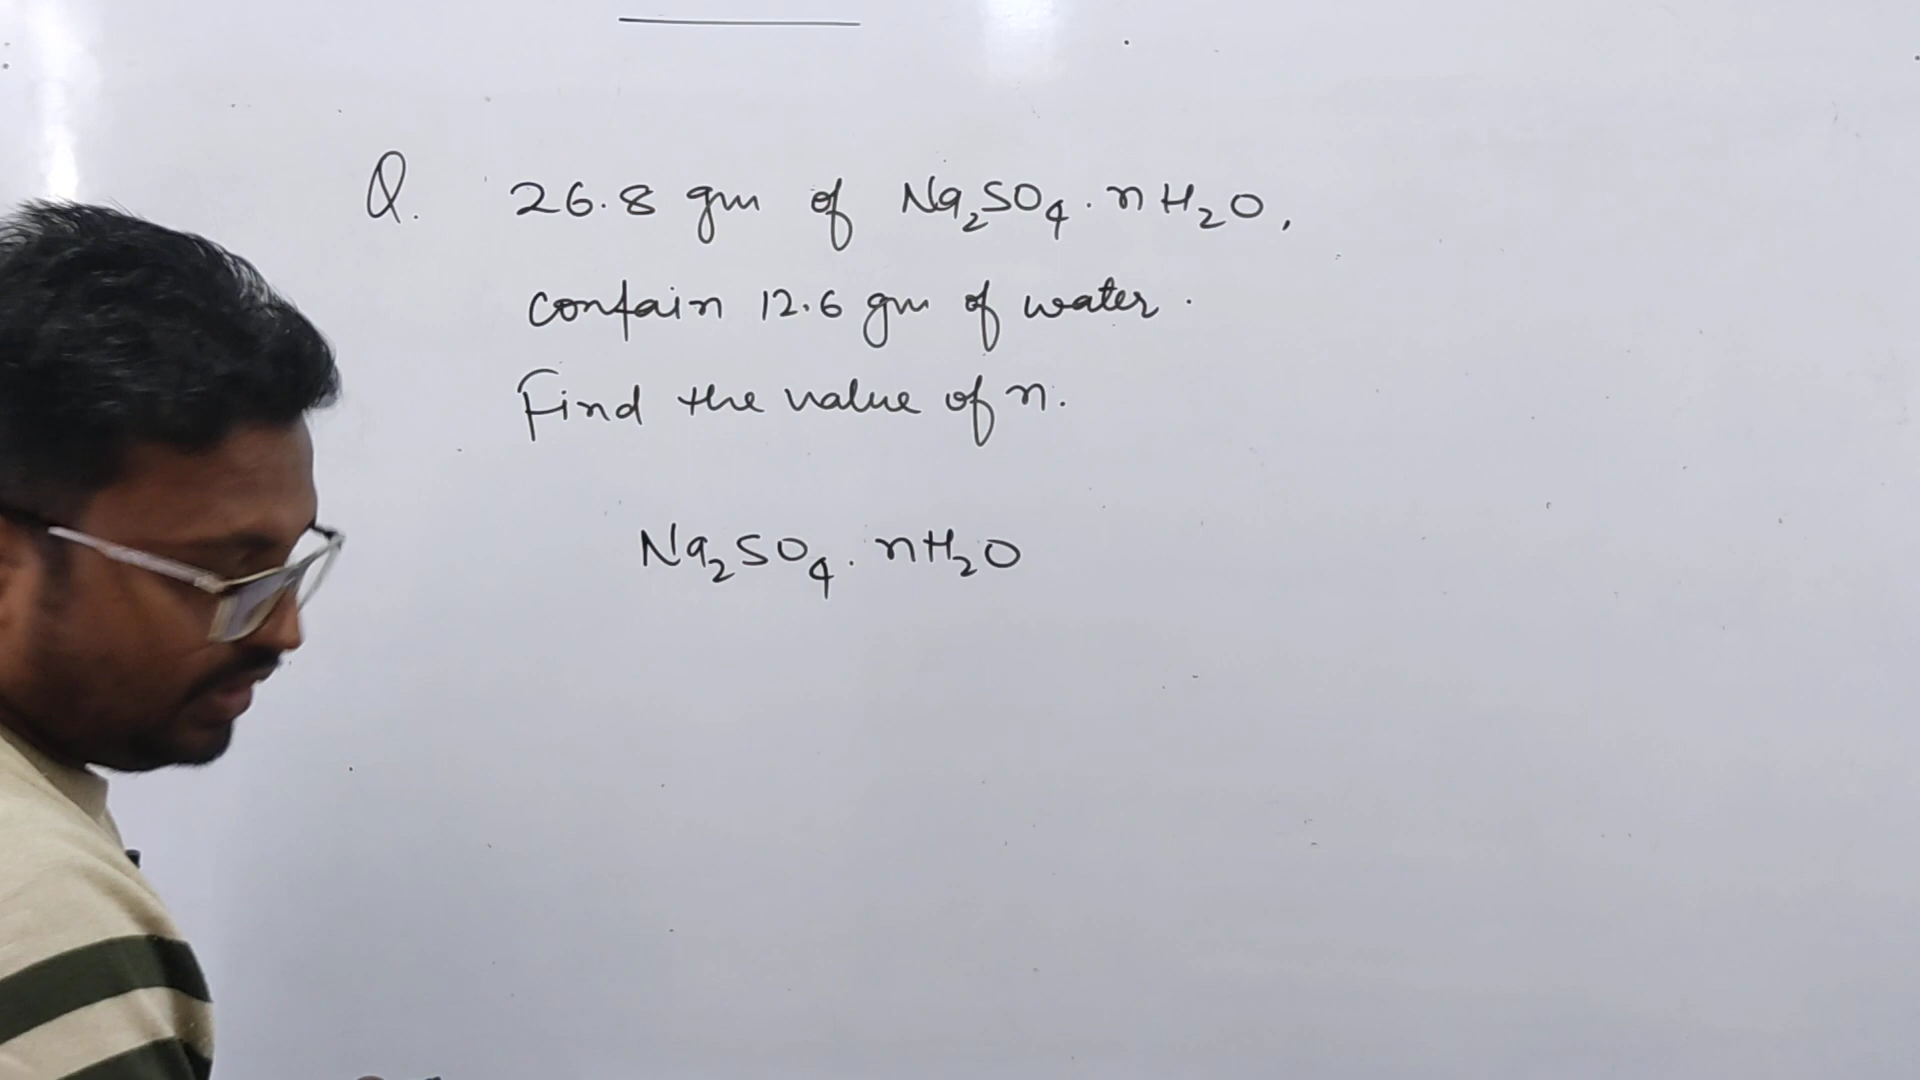 Q. 26.8 gm of Na₂SO₄.nH₂O,
contain 12.6 gm of water.
Find the value of n.
Na₂SO₄.nH₂O